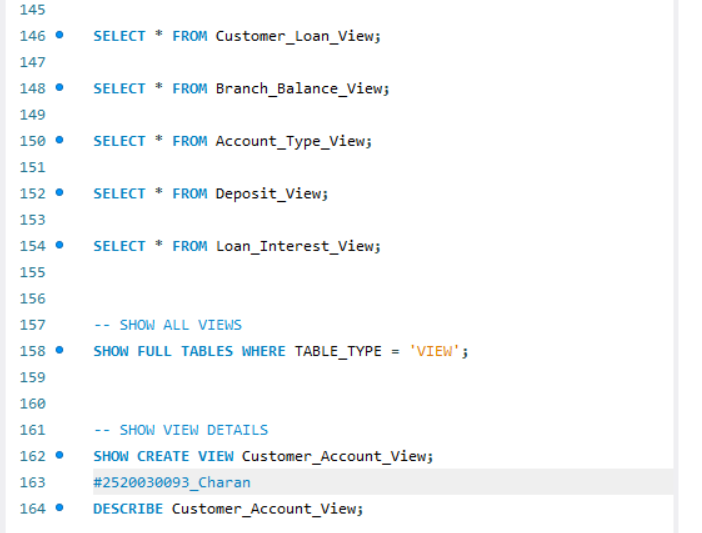 145
146 SELECT * FROM Customer_Loan_View;
147
148 SELECT * FROM Branch_Balance_View;
149
150 SELECT * FROM Account_Type_View;
151
152 SELECT * FROM Deposit_View;
153
154 SELECT * FROM Loan_Interest_View;
155
156
157 -- SHOW ALL VIEWS
158 SHOW FULL TABLES WHERE TABLE_TYPE = 'VIEW';
159
160
161 -- SHOW VIEW DETAILS
162 SHOW CREATE VIEW Customer_Account_View;
163 #2520030093_Charan
164 DESCRIBE Customer_Account_View;